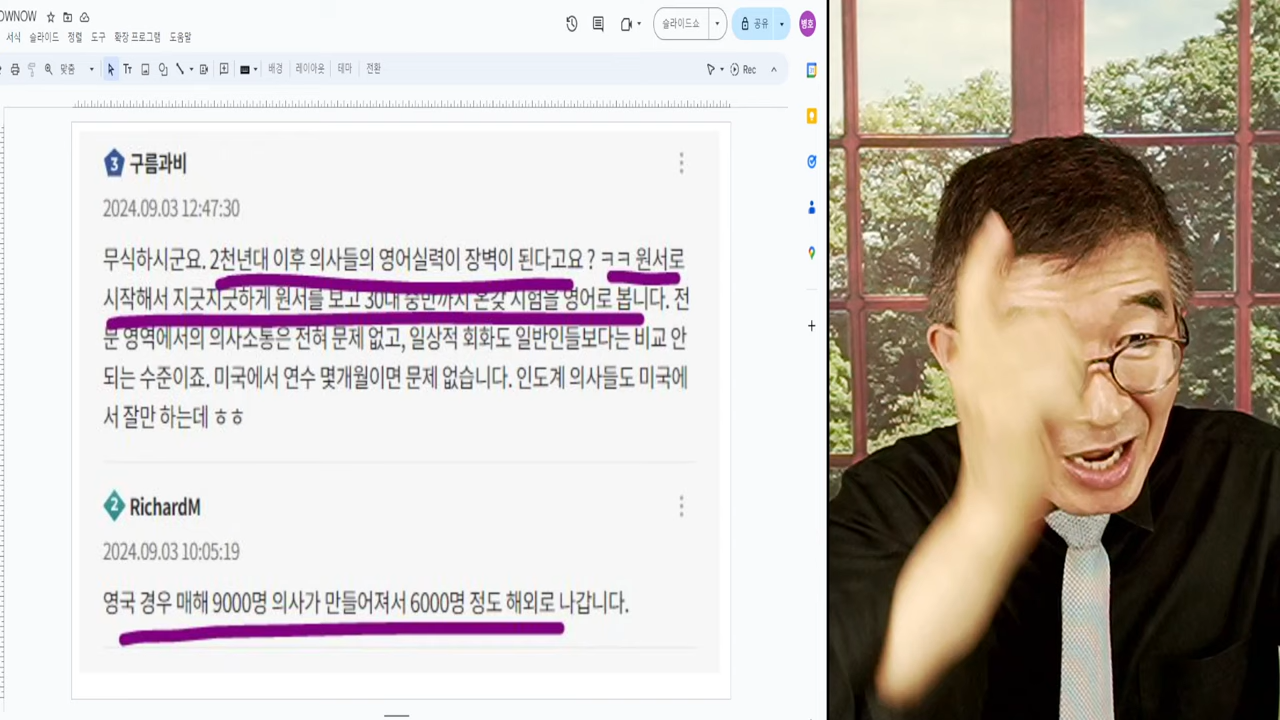 OWNOW
서식 슬라이드 정렬 도구 확장 프로그램 도움말
슬라이드쇼
공유
병호
맞춤
Tт
배경 레이아웃 테마 전환
Rec
3 구름과비
2024.09.03 12:47:30
무식하시군요. 2천년대 이후 의사들의 영어실력이 장벽이 된다고요 ? ㅋㅋ 원서로
시작해서 지긋지긋하게 원서를 보고 30대 중반까지 온갖 시험을 영어로 봅니다. 전
문 영역에서의 의사소통은 전혀 문제 없고, 일상적 회화도 일반인들보다는 비교 안
되는 수준이죠. 미국에서 연수 몇개월이면 문제 없습니다. 인도계 의사들도 미국에
서 잘만 하는데 ㅎㅎ
2 RichardM
2024.09.03 10:05:19
영국 경우 매해 9000명 의사가 만들어져서 6000명 정도 해외로 나갑니다.